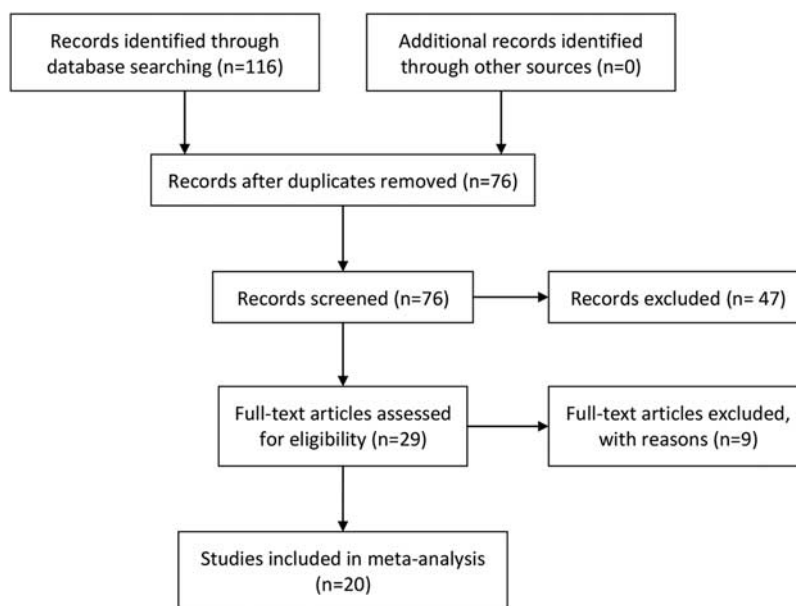 Records identified through
database searching (n=116)
Additional records identified
through other sources (n=0)
Records after duplicates removed (n=76)
Records screened (n=76)
Records excluded (n= 47)
Full-text articles assessed
for eligibility (n=29)
Full-text articles excluded,
with reasons (n=9)
Studies included in meta-analysis
(n=20)